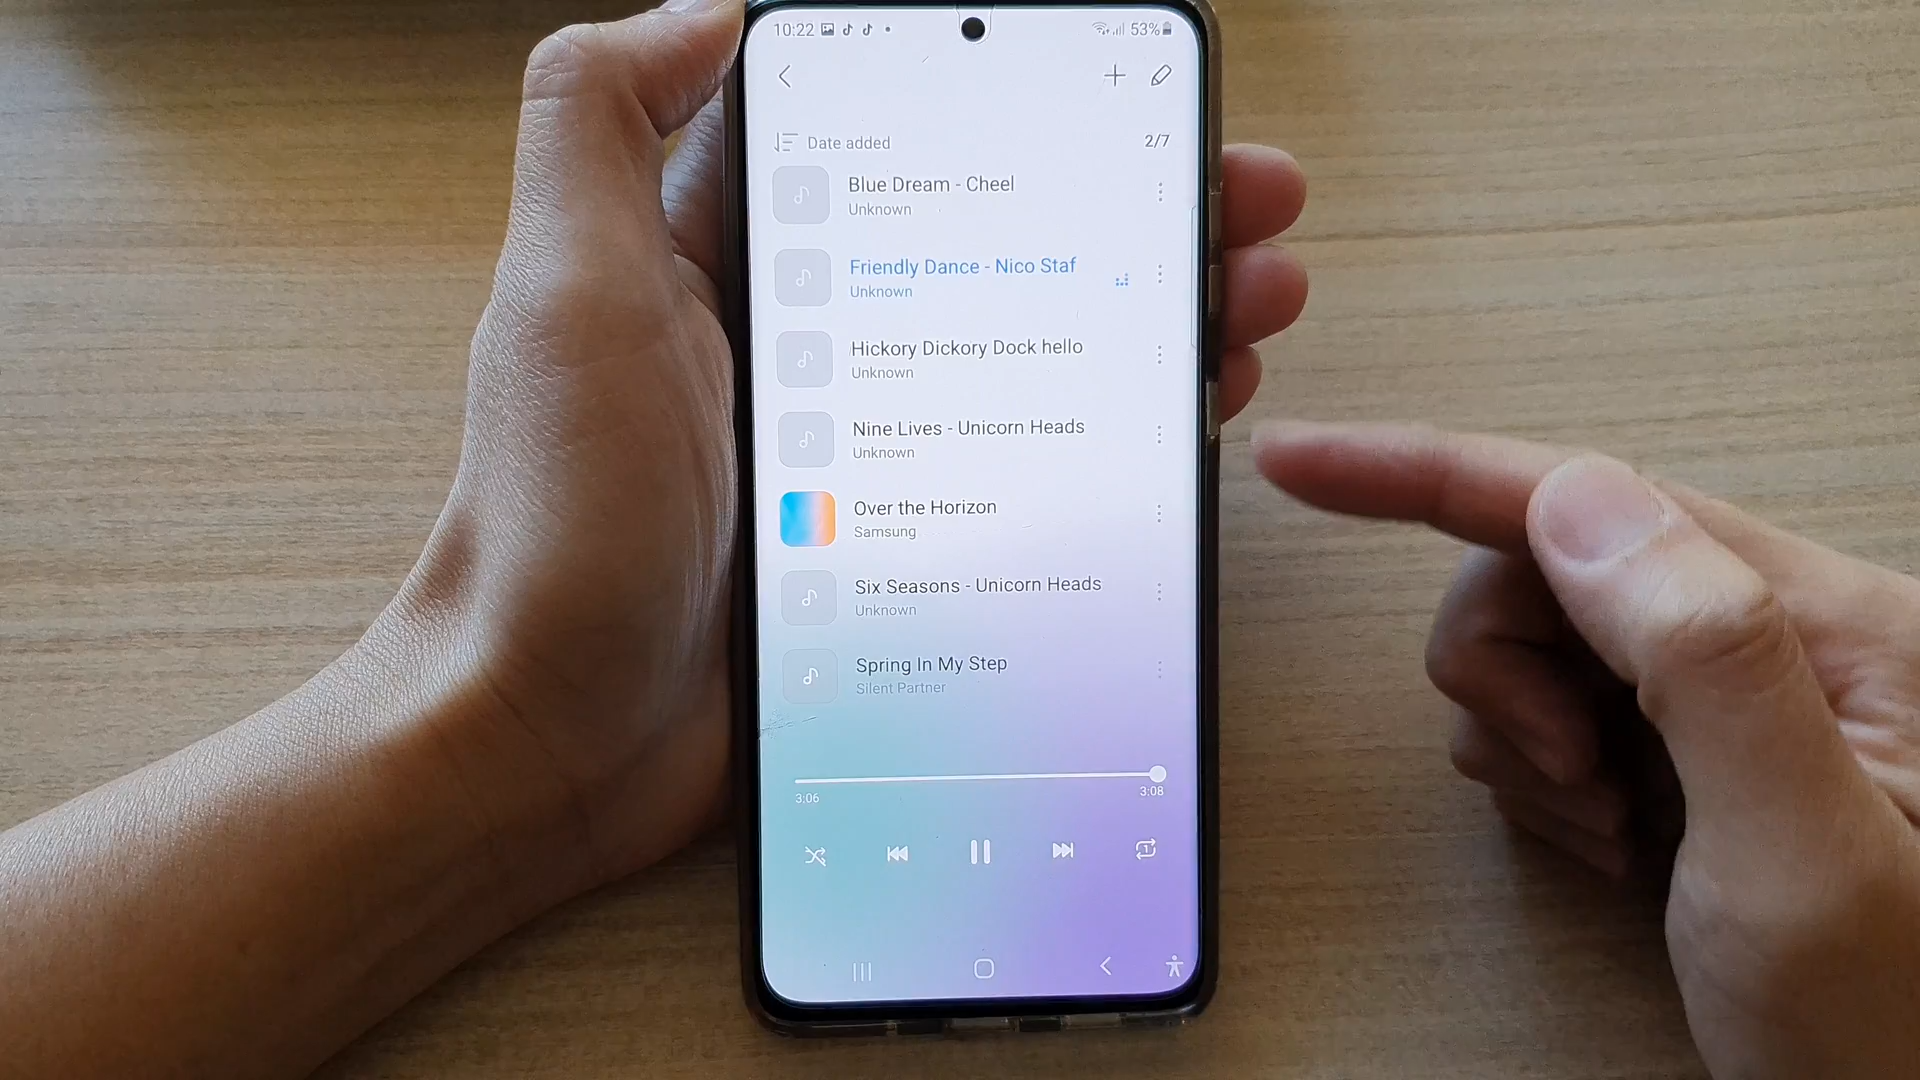 10:22 53%
Date added 2/7
Blue Dream - Cheel
Unknown
Friendly Dance - Nico Staf
Unknown
Hickory Dickory Dock hello
Unknown
Nine Lives - Unicorn Heads
Unknown
Over the Horizon
Samsung
Six Seasons - Unicorn Heads
Unknown
Spring In My Step
Silent Partner
3:06 3:08
1